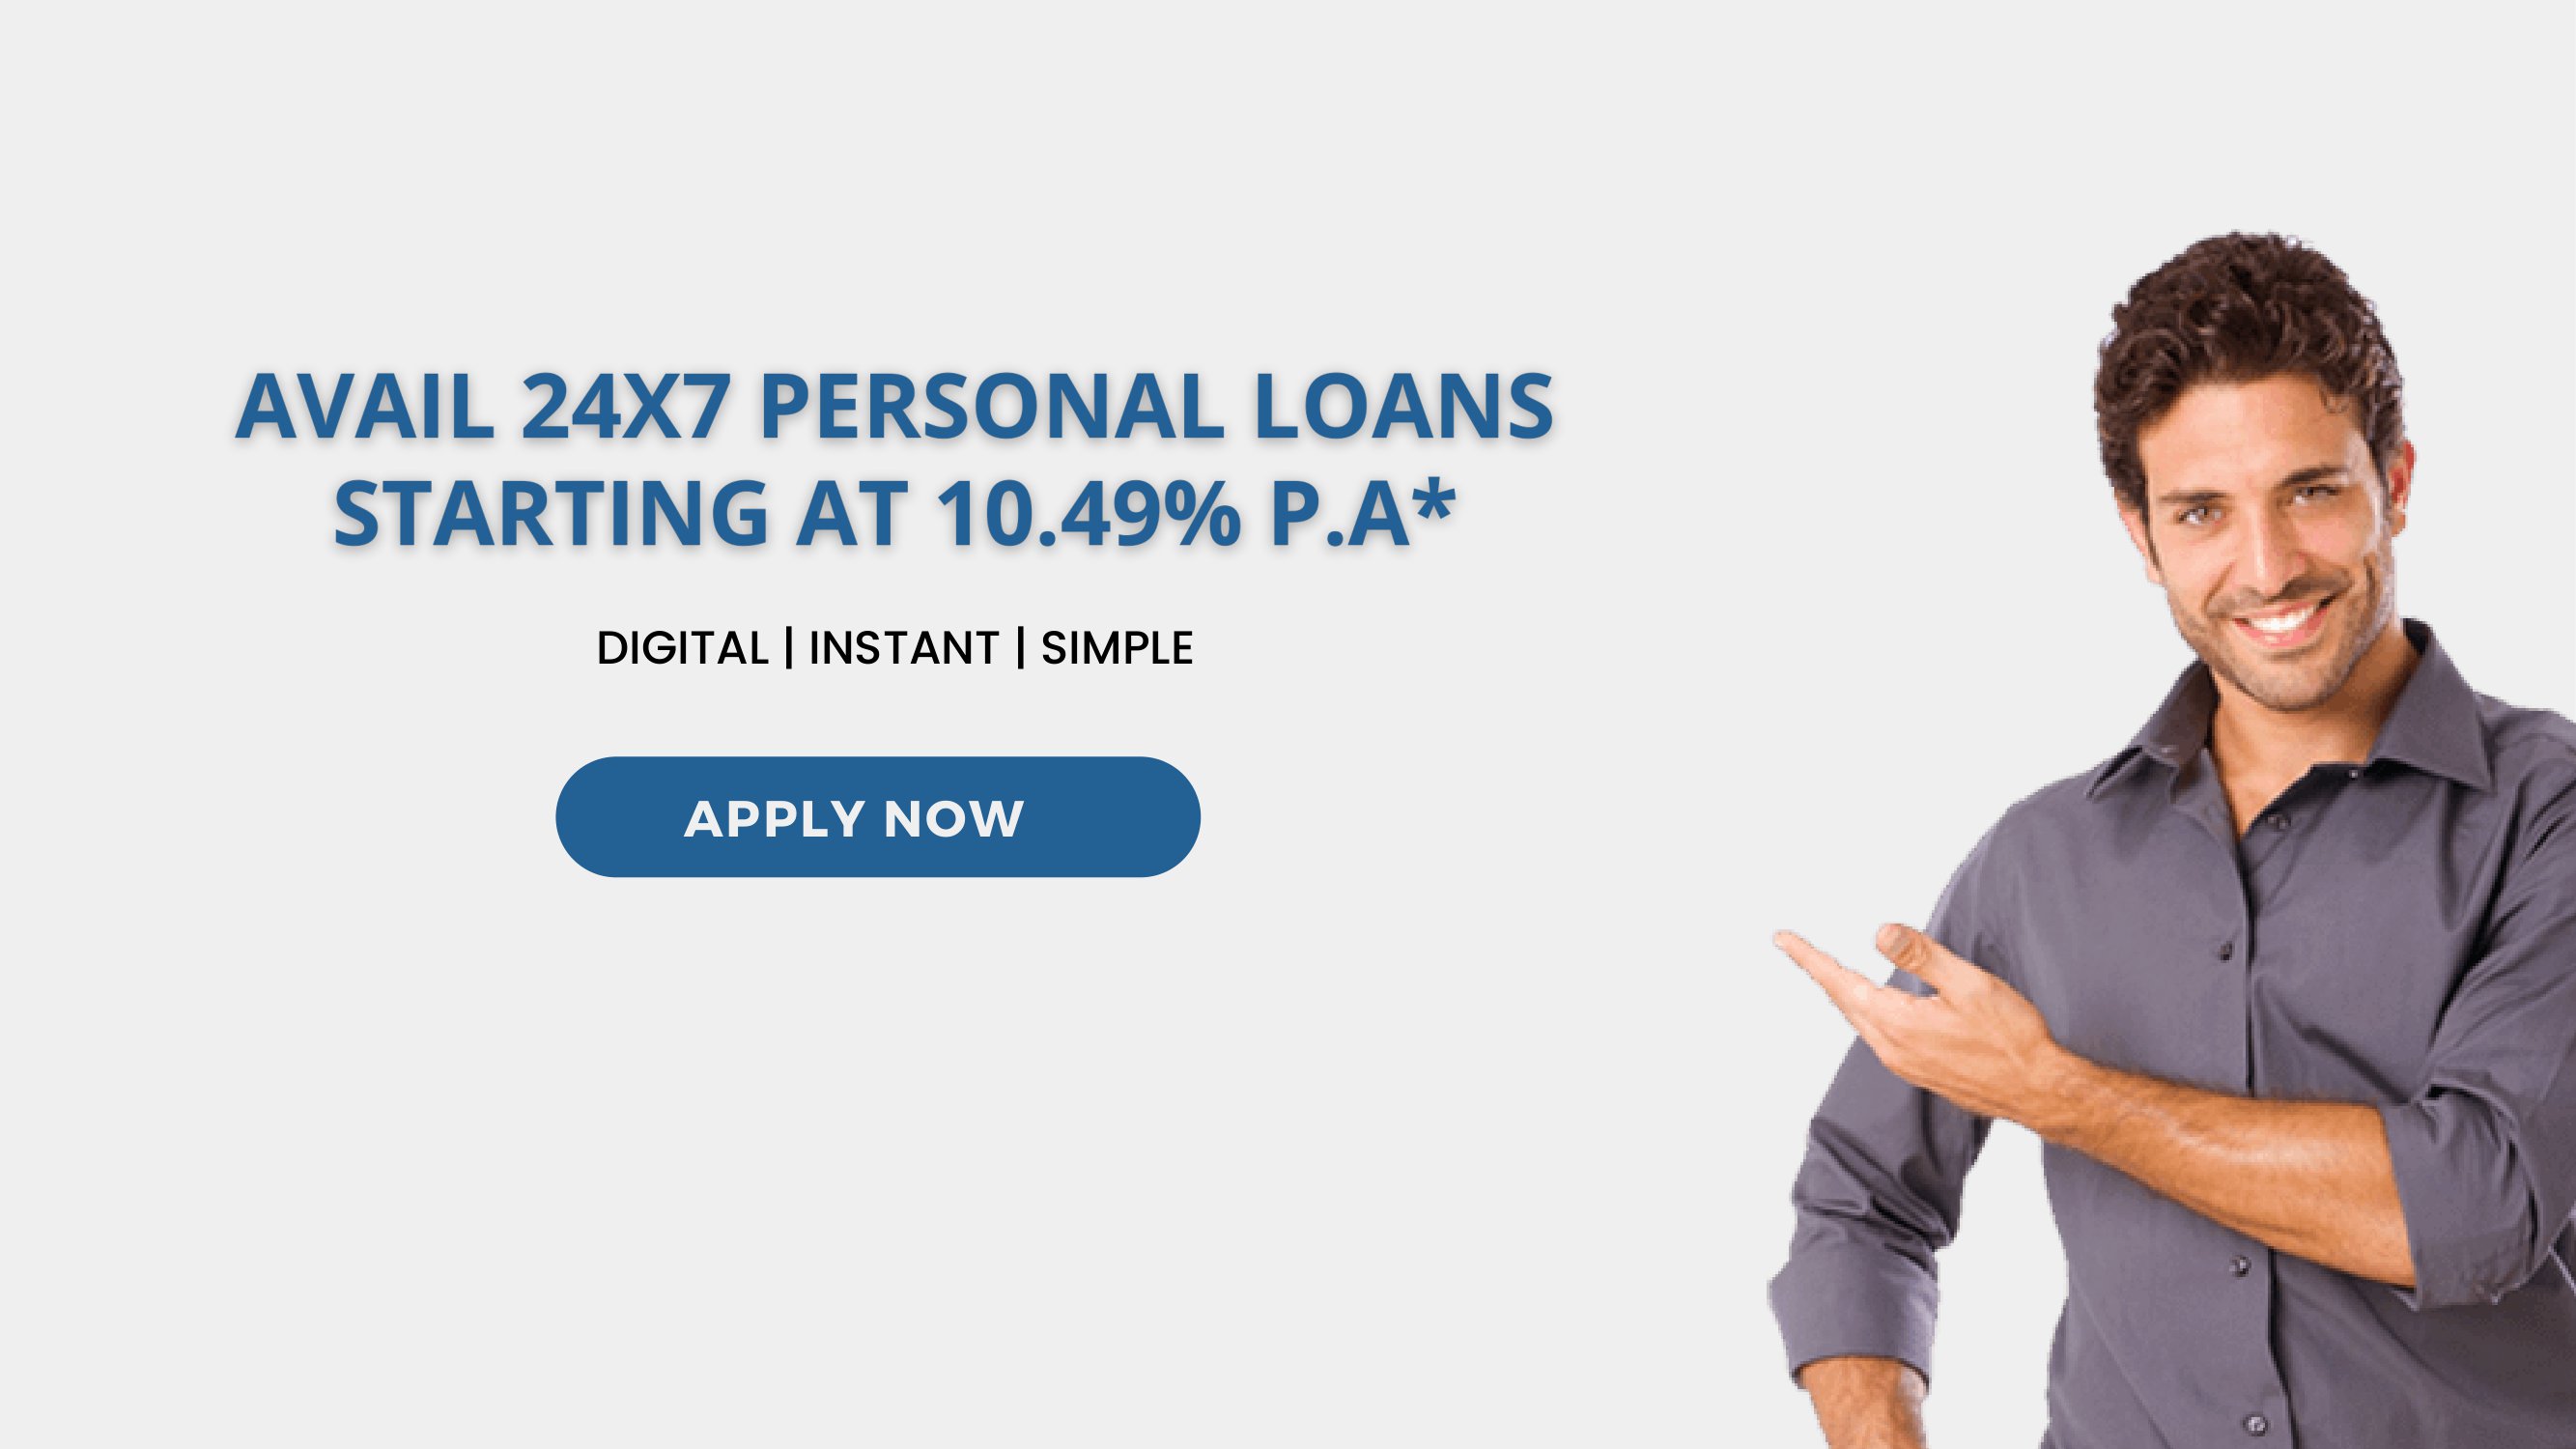 AVAIL 24X7 PERSONAL LOANS
STARTING AT 10.49% P.A*
DIGITAL | INSTANT | SIMPLE
APPLY NOW